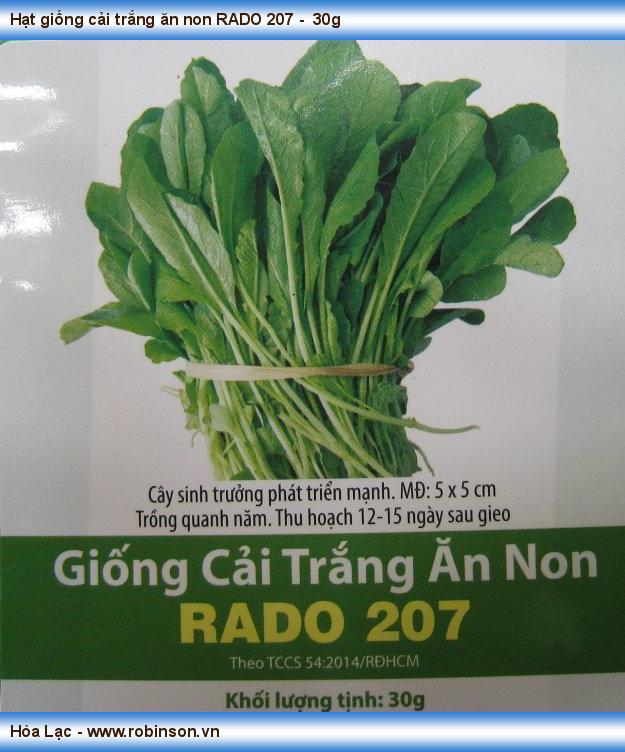 Hạt giống cải trắng ăn non RADO 207 - 30g
Cây sinh trưởng phát triển mạnh. MĐ: 5 x 5 cm
Trồng quanh năm. Thu hoạch 12-15 ngày sau gieo
Giống Cải Trắng Ăn Non
RADO 207
Theo TCCS 54:2014/RĐHCM
Khối lượng tịnh: 30g
Hòa Lạc - www.robinson.vn